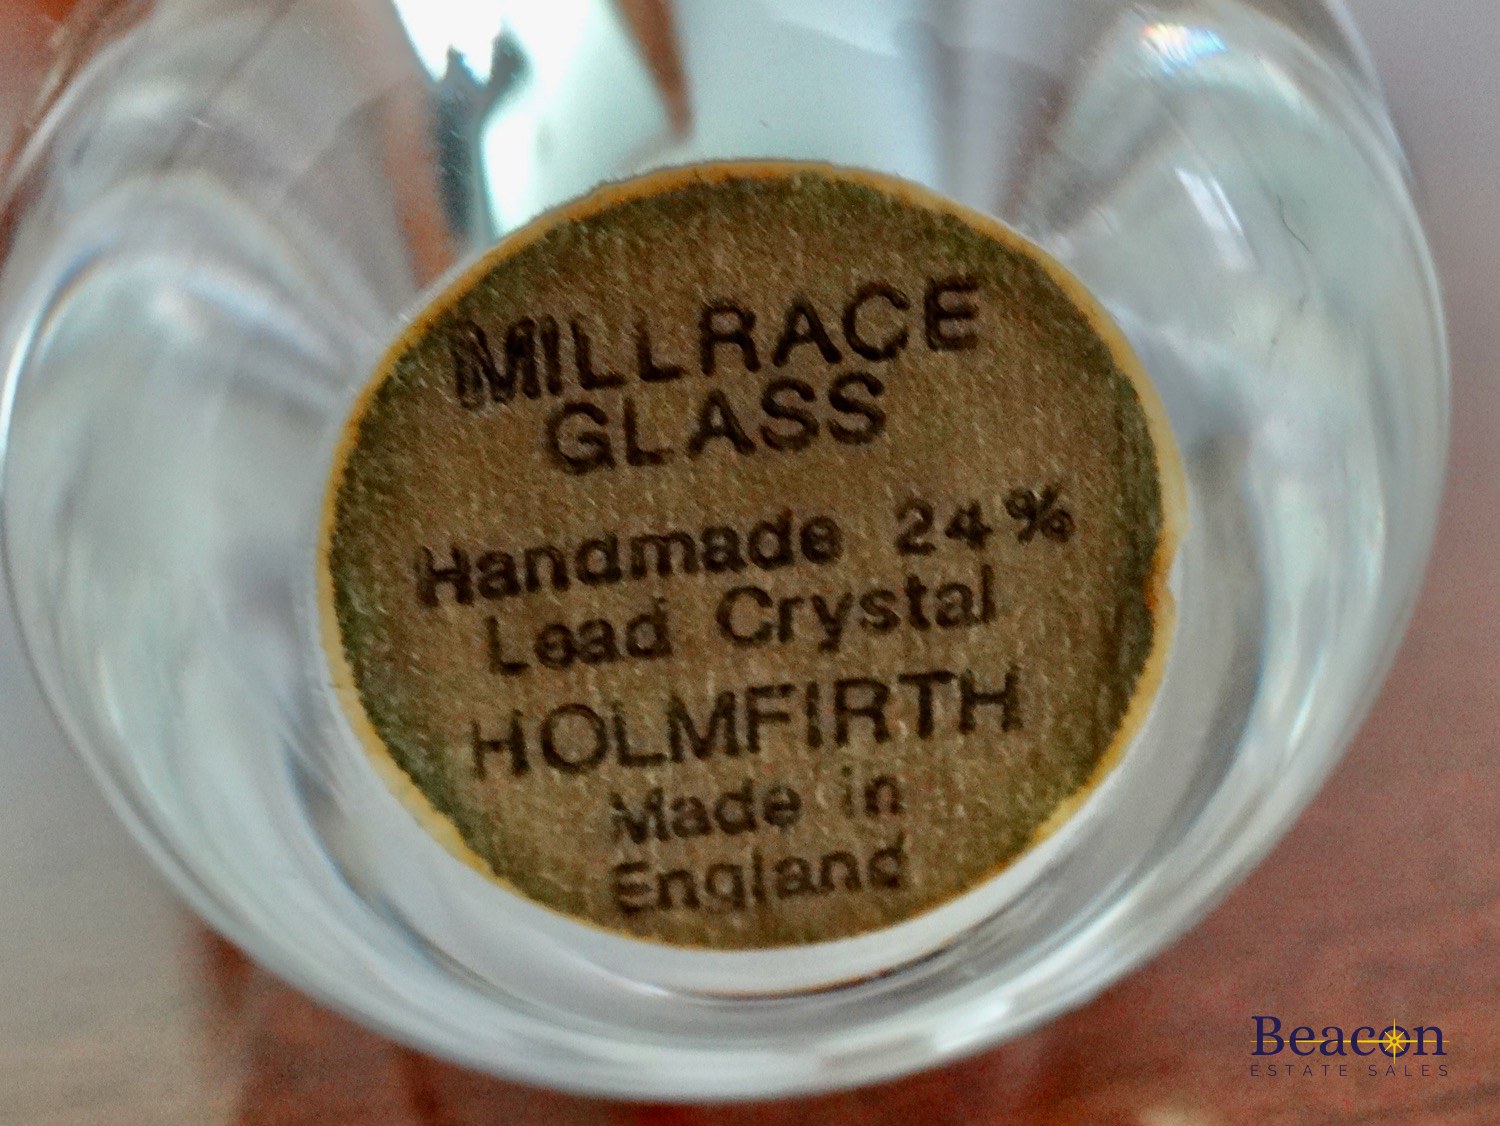 MILLRACE
GLASS
Handmade 24%
Lead Crystal
HOLMFIRTH
Made in
England
Beacon
ESTATE SALES